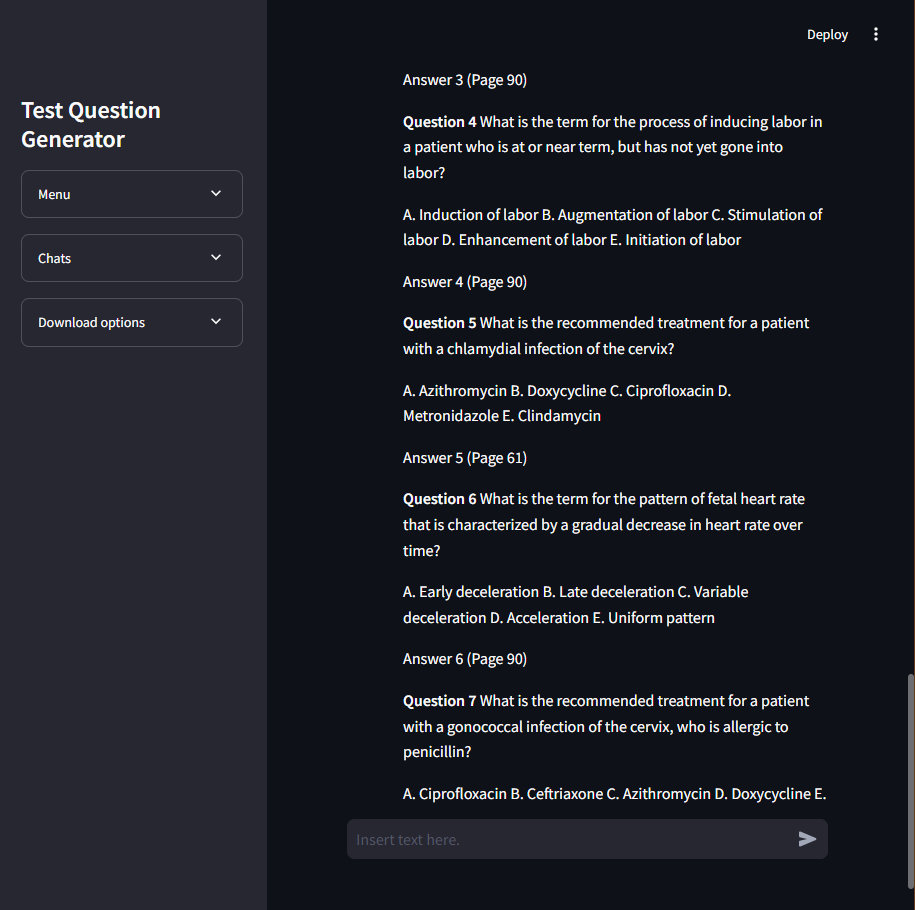 Deploy
Test Question
Generator
Menu
Chats
Download options
Answer 3 (Page 90)
Question 4 What is the term for the process of inducing labor in
a patient who is at or near term, but has not yet gone into
labor?
A. Induction of labor B. Augmentation of labor C. Stimulation of
labor D. Enhancement of labor E. Initiation of labor
Answer 4 (Page 90)
Question 5 What is the recommended treatment for a patient
with a chlamydial infection of the cervix?
A. Azithromycin B. Doxycycline C. Ciprofloxacin D.
Metronidazole E. Clindamycin
Answer 5 (Page 61)
Question 6 What is the term for the pattern of fetal heart rate
that is characterized by a gradual decrease in heart rate over
time?
A. Early deceleration B. Late deceleration C. Variable
deceleration D. Acceleration E. Uniform pattern
Answer 6 (Page 90)
Question 7 What is the recommended treatment for a patient
with a gonococcal infection of the cervix, who is allergic to
penicillin?
A. Ciprofloxacin B. Ceftriaxone C. Azithromycin D. Doxycycline E.
Insert text here.